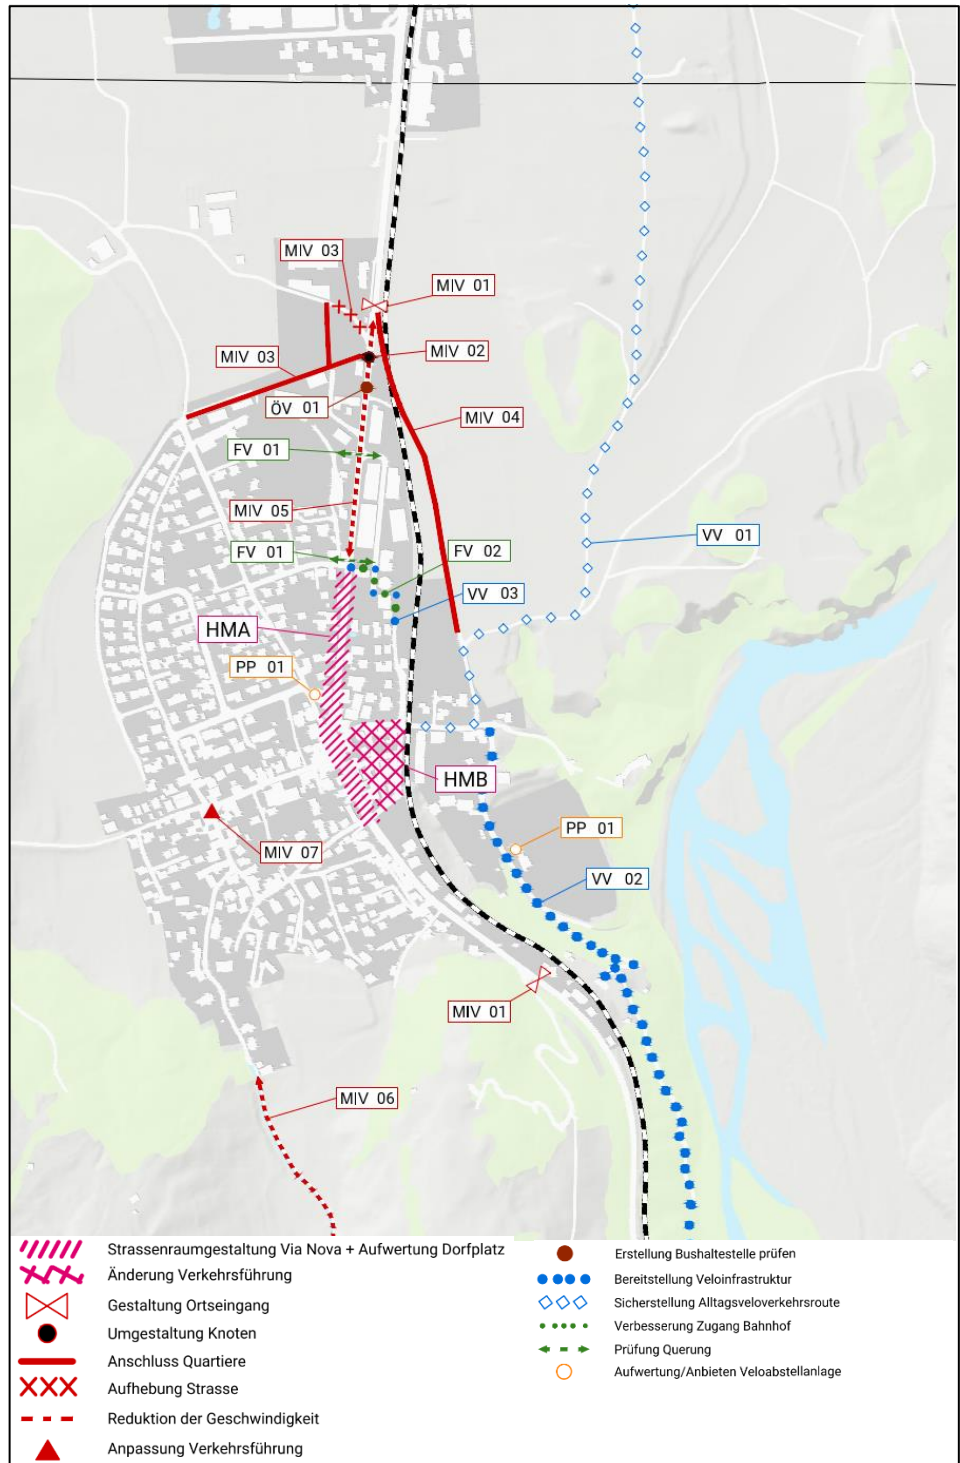 MIV 03
MIV 01
MIV 03
MIV 02
ÖV 01
MIV 04
FV 01
MIV 05
FV 01
FV 02
VV 01
VV 03
HMA
PP 01
HMB
PP 01
MIV 07
VV 02
MIV 01
MIV 06
Strassenraumgestaltung Via Nova + Aufwertung Dorfplatz
Änderung Verkehrsführung
Gestaltung Ortseingang
Umgestaltung Knoten
Anschluss Quartiere
Aufhebung Strasse
Reduktion der Geschwindigkeit
Anpassung Verkehrsführung
Erstellung Bushaltestelle prüfen
Bereitstellung Veloinfrastruktur
Sicherstellung Alltagsveloverkehrsroute
Verbesserung Zugang Bahnhof
Prüfung Querung
Aufwertung/Anbieten Veloabstellanlage